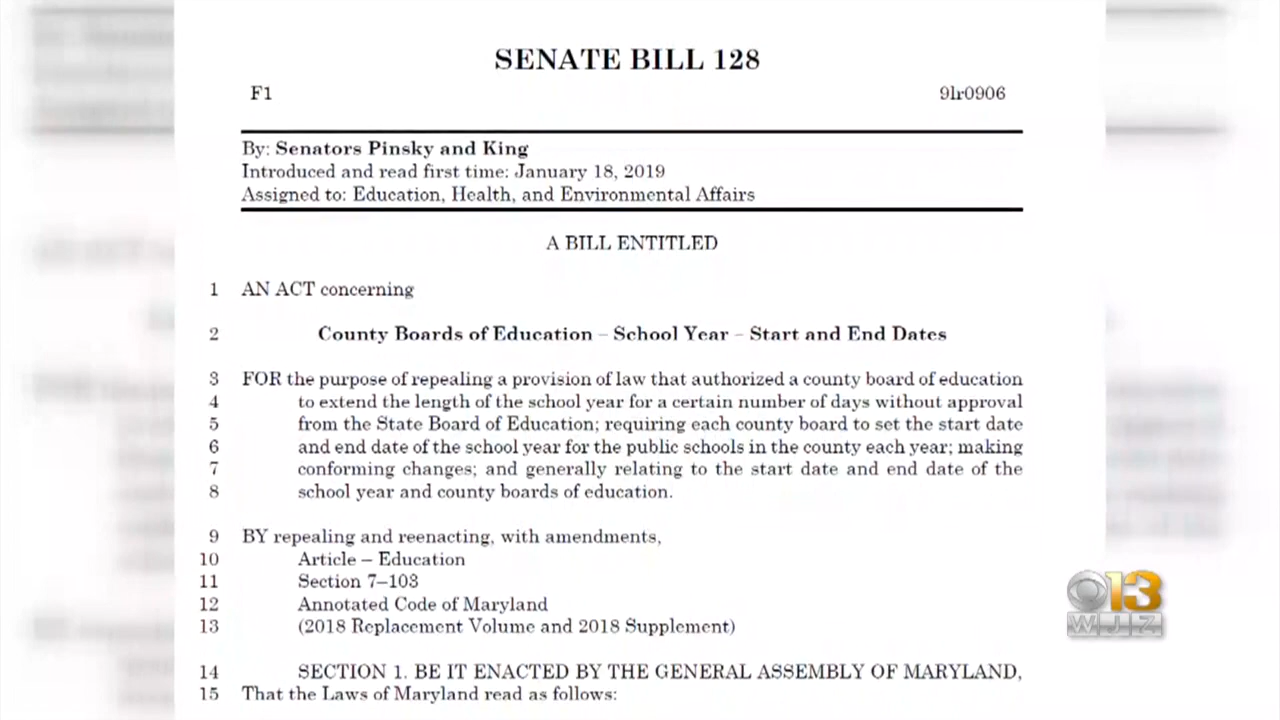 SENATE BILL 128
F1 9lr0906
By: Senators Pinsky and King
Introduced and read first time: January 18, 2019
Assigned to: Education, Health, and Environmental Affairs
A BILL ENTITLED
1 AN ACT concerning
2 County Boards of Education – School Year – Start and End Dates
3 FOR the purpose of repealing a provision of law that authorized a county board of education
4 to extend the length of the school year for a certain number of days without approval
5 from the State Board of Education; requiring each county board to set the start date
6 and end date of the school year for the public schools in the county each year; making
7 conforming changes; and generally relating to the start date and end date of the
8 school year and county boards of education.
9 BY repealing and reenacting, with amendments,
10 Article – Education
11 Section 7–103
12 Annotated Code of Maryland
13 (2018 Replacement Volume and 2018 Supplement)
14 SECTION 1. BE IT ENACTED BY THE GENERAL ASSEMBLY OF MARYLAND,
15 That the Laws of Maryland read as follows:
13
WJZ